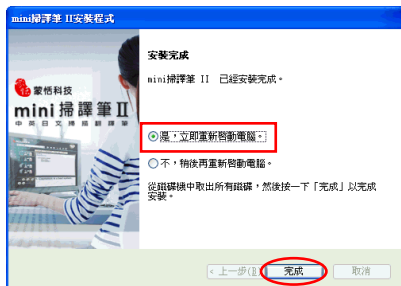 mini掃譯筆 II安裝程式
安裝完成
mini掃譯筆 II 已經安裝完成。
蒙恬科技
mini掃譯筆II
中英日文掃描翻譯筆
是，立即重新啟動電腦。
不，稍後再重新啟動電腦。
從磁碟機中取出所有磁碟，然後按一下「完成」以完成
安裝。
< 上一步(B)
完成
取消